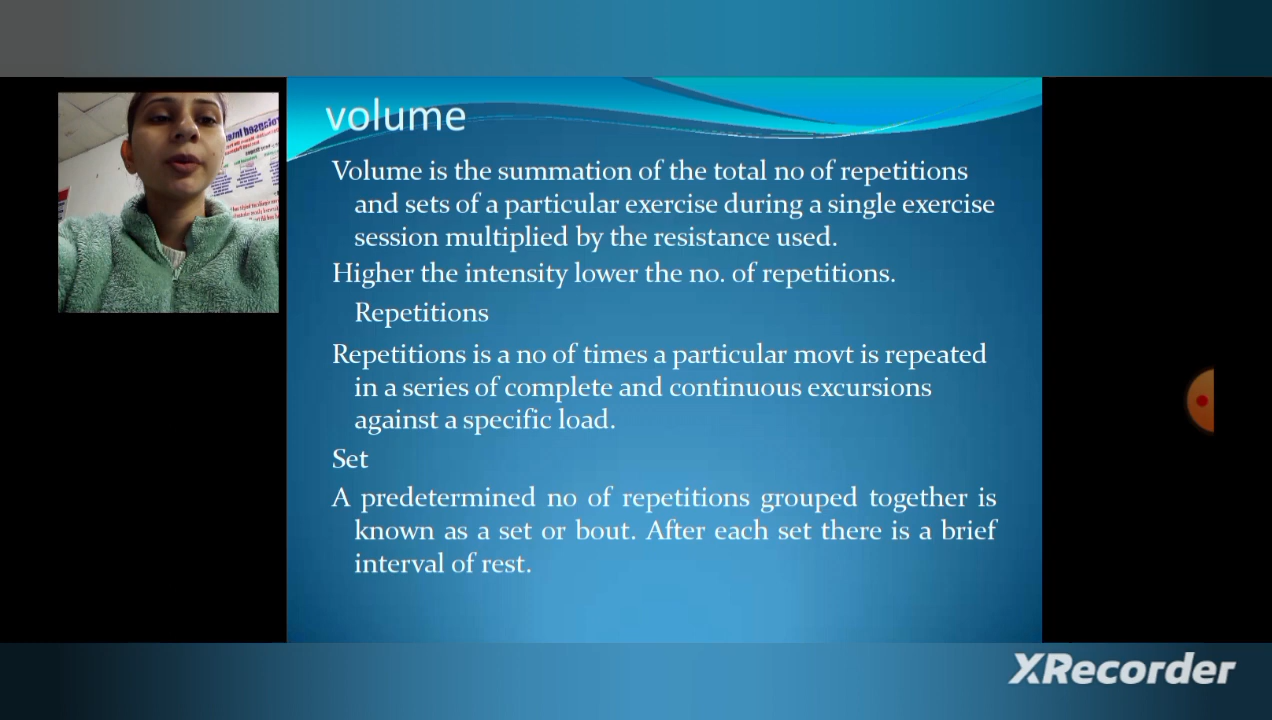 volume
Volume is the summation of the total no of repetitions
and sets of a particular exercise during a single exercise
session multiplied by the resistance used.
Higher the intensity lower the no. of repetitions.
Repetitions
Repetitions is a no of times a particular movt is repeated
in a series of complete and continuous excursions
against a specific load.
Set
A predetermined no of repetitions grouped together is
known as a set or bout. After each set there is a brief
interval of rest.
XRecorder